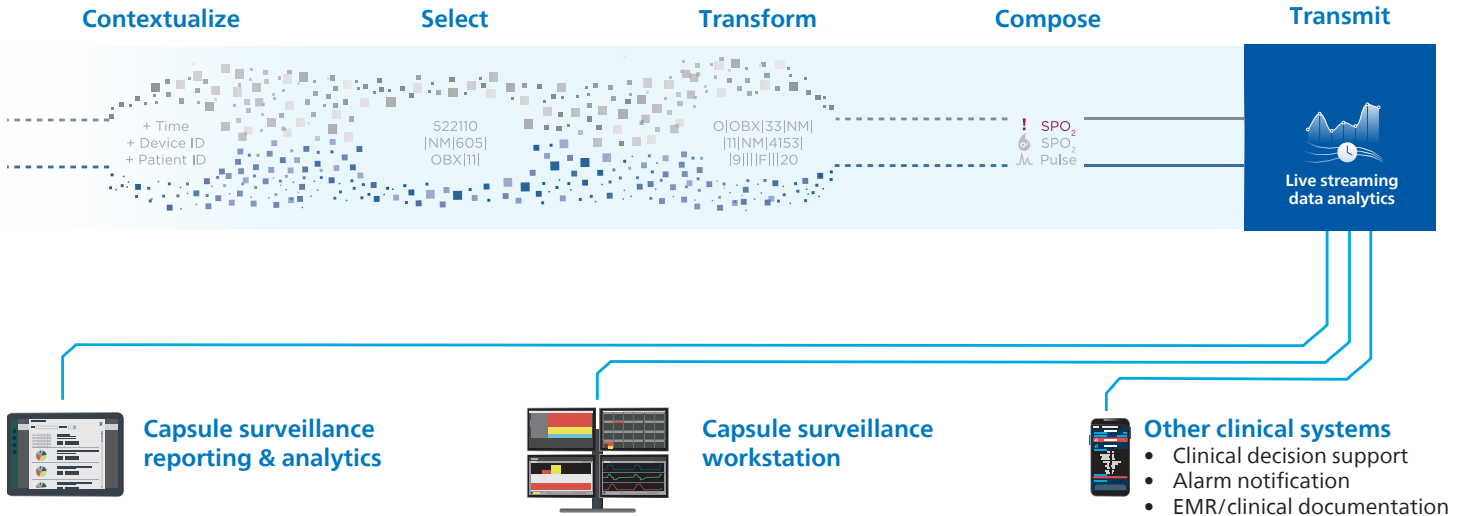 Contextualize
Select
Transform
Compose
Transmit
+ Time
+ Device ID
+ Patient ID
522110
|NM|605|
OBX|11|
O|OBX|33|NM|
|11|NM|4153|
|9||||F|||20
! SPO₂
SPO₂
Pulse
Live streaming
data analytics
Capsule surveillance
reporting & analytics
Capsule surveillance
workstation
Other clinical systems
• Clinical decision support
• Alarm notification
• EMR/clinical documentation